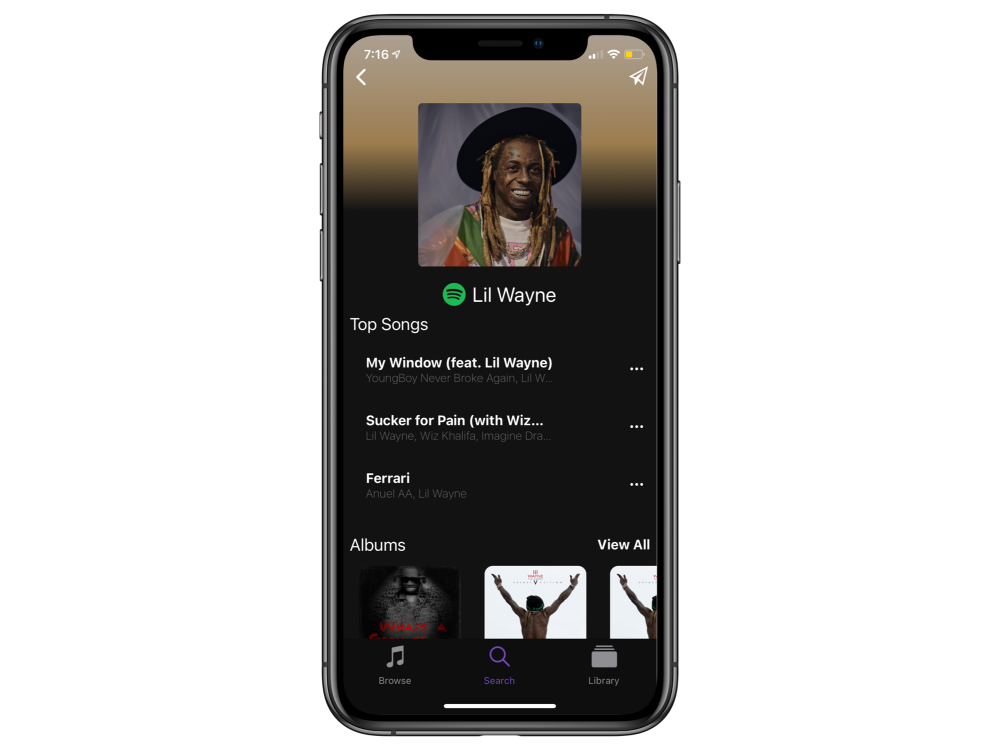 7:16
Lil Wayne
Top Songs
My Window (feat. Lil Wayne)
YoungBoy Never Broke Again, Lil W...
Sucker for Pain (with Wiz...
Lil Wayne, Wiz Khalifa, Imagine Dra...
Ferrari
Anuel AA, Lil Wayne
Albums
View All
Browse
Search
Library